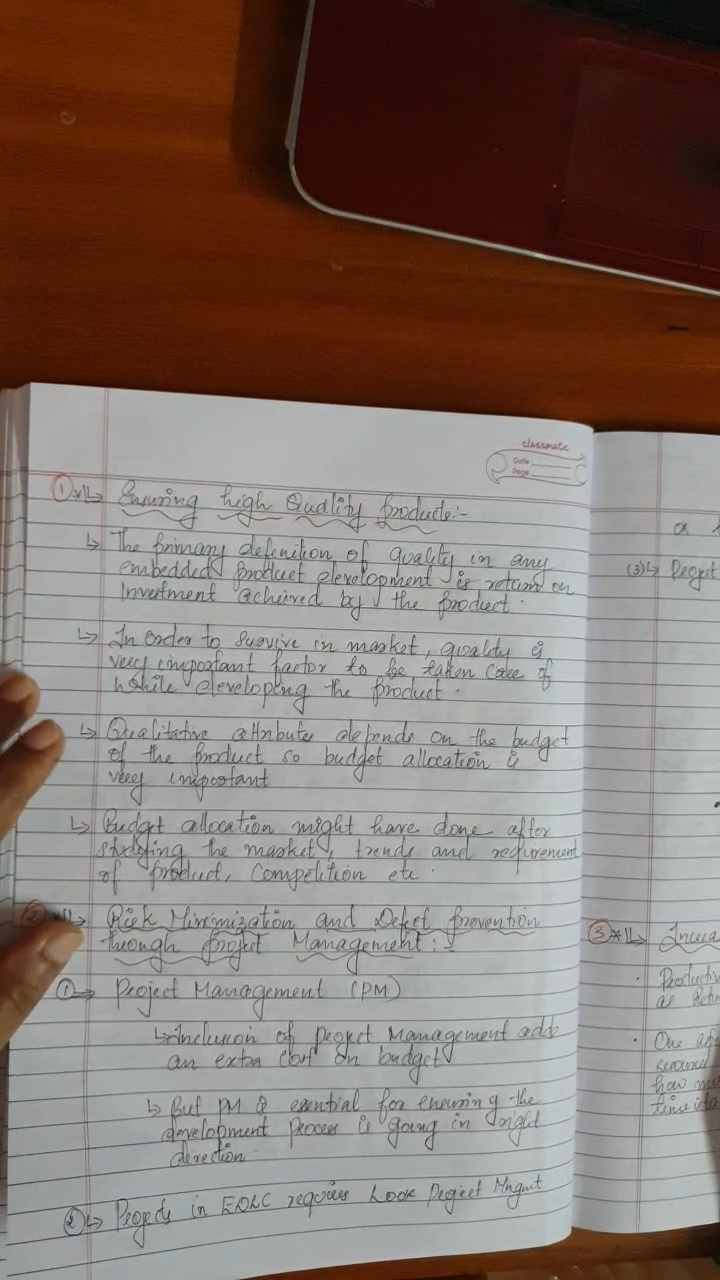 classmate
Date
Page
① *⇒ Ensuring high Quality products:-
↳ The primary defenition of quality in any
embedded product development is return on
Investment achieved by the product.
↳ In order to survive in market, quality is
very important factor to be taken care of
while developing the product.
↳ Qualitative attributes depends on the budget
of the product so budget allocation is
very important
↳ Budget allocation might have done after
studying the market, trends and requirement
of product, Competition etc.
② *⇒ Risk Minimization and Defect prevention
through project Management:-
①→ Project Management (PM)
↳ Inclusion of Project Management adds
an extra cost on budget
↳ But PM is essential for ensuring the
development process is going in right
direction.
②↳ Projects in EDLC requires Loose Project Mngmt
(3)↳ Project
③ *⇒
• Productiv
as Retu
• One
how